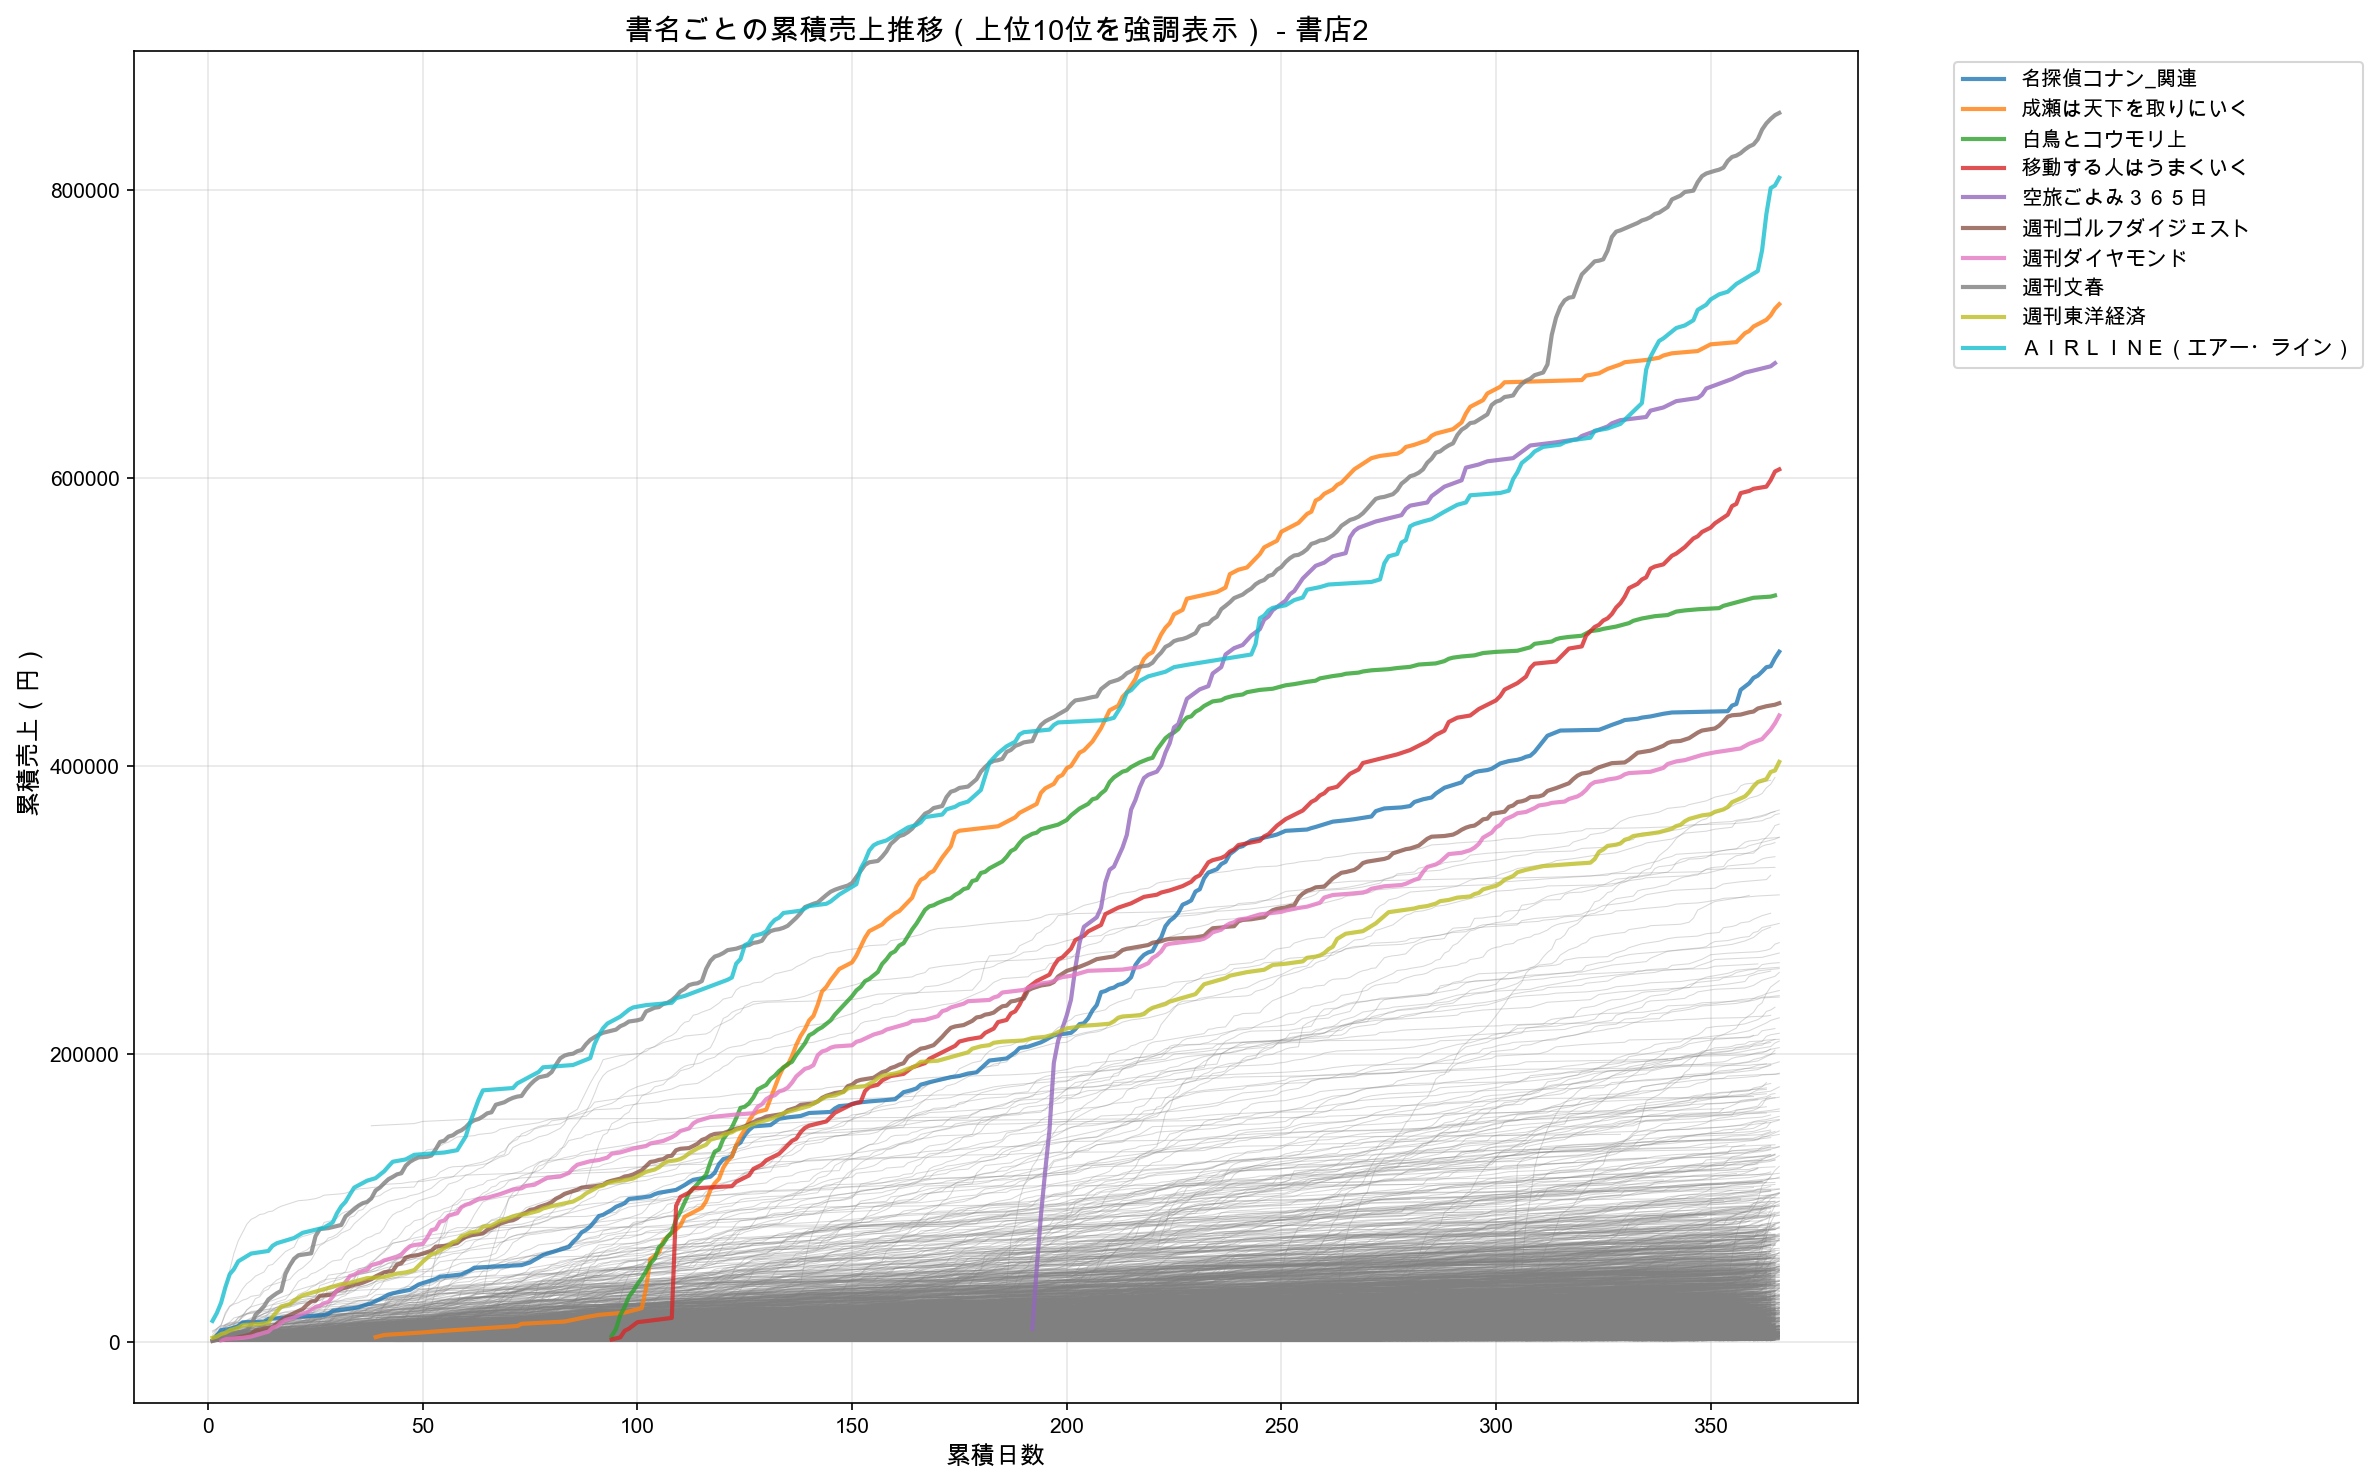 書名ごとの累積売上推移（上位10位を強調表示） - 書店2
名探偵コナン_関連
成瀬は天下を取りにいく
白鳥とコウモリ上
移動する人はうまくいく
空旅ごよみ３６５日
週刊ゴルフダイジェスト
週刊ダイヤモンド
週刊文春
週刊東洋経済
ＡＩＲＬＩＮＥ（エアー・ライン）
累積売上（円）
800000
600000
400000
200000
0
0 50 100 150 200 250 300 350
累積日数